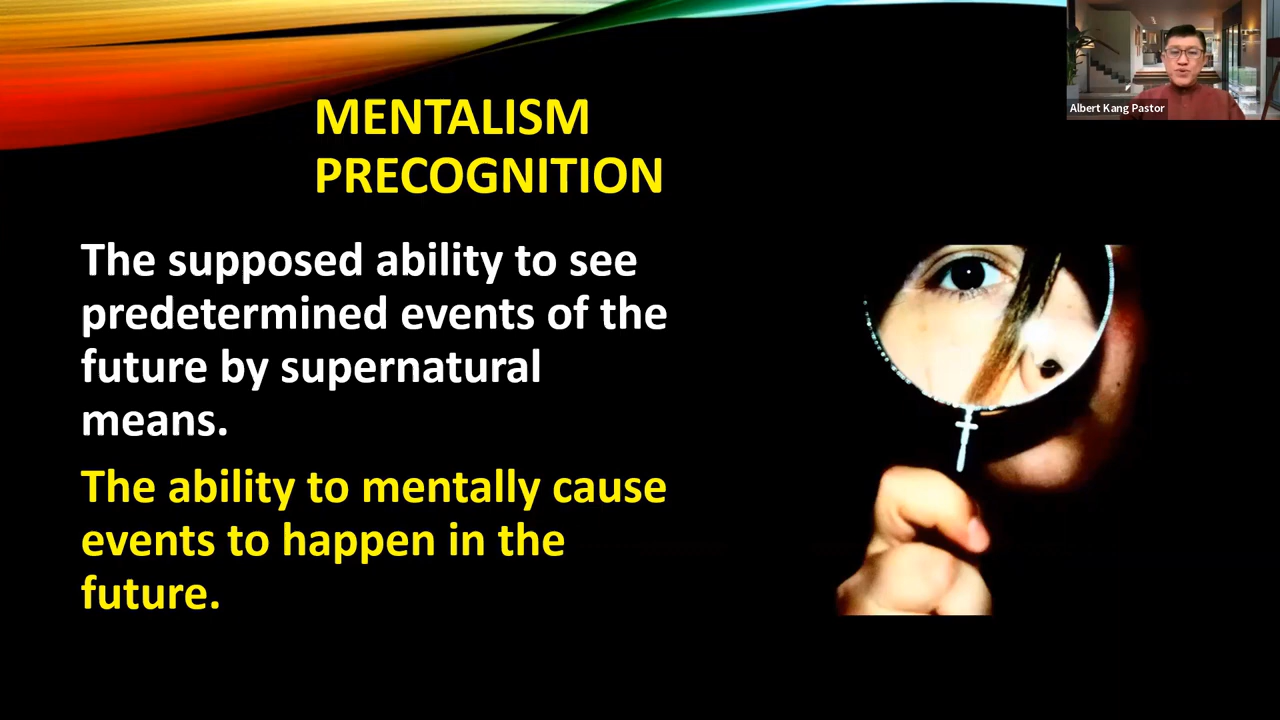 Albert Kang Pastor
MENTALISM
PRECOGNITION
The supposed ability to see
predetermined events of the
future by supernatural
means.
The ability to mentally cause
events to happen in the
future.